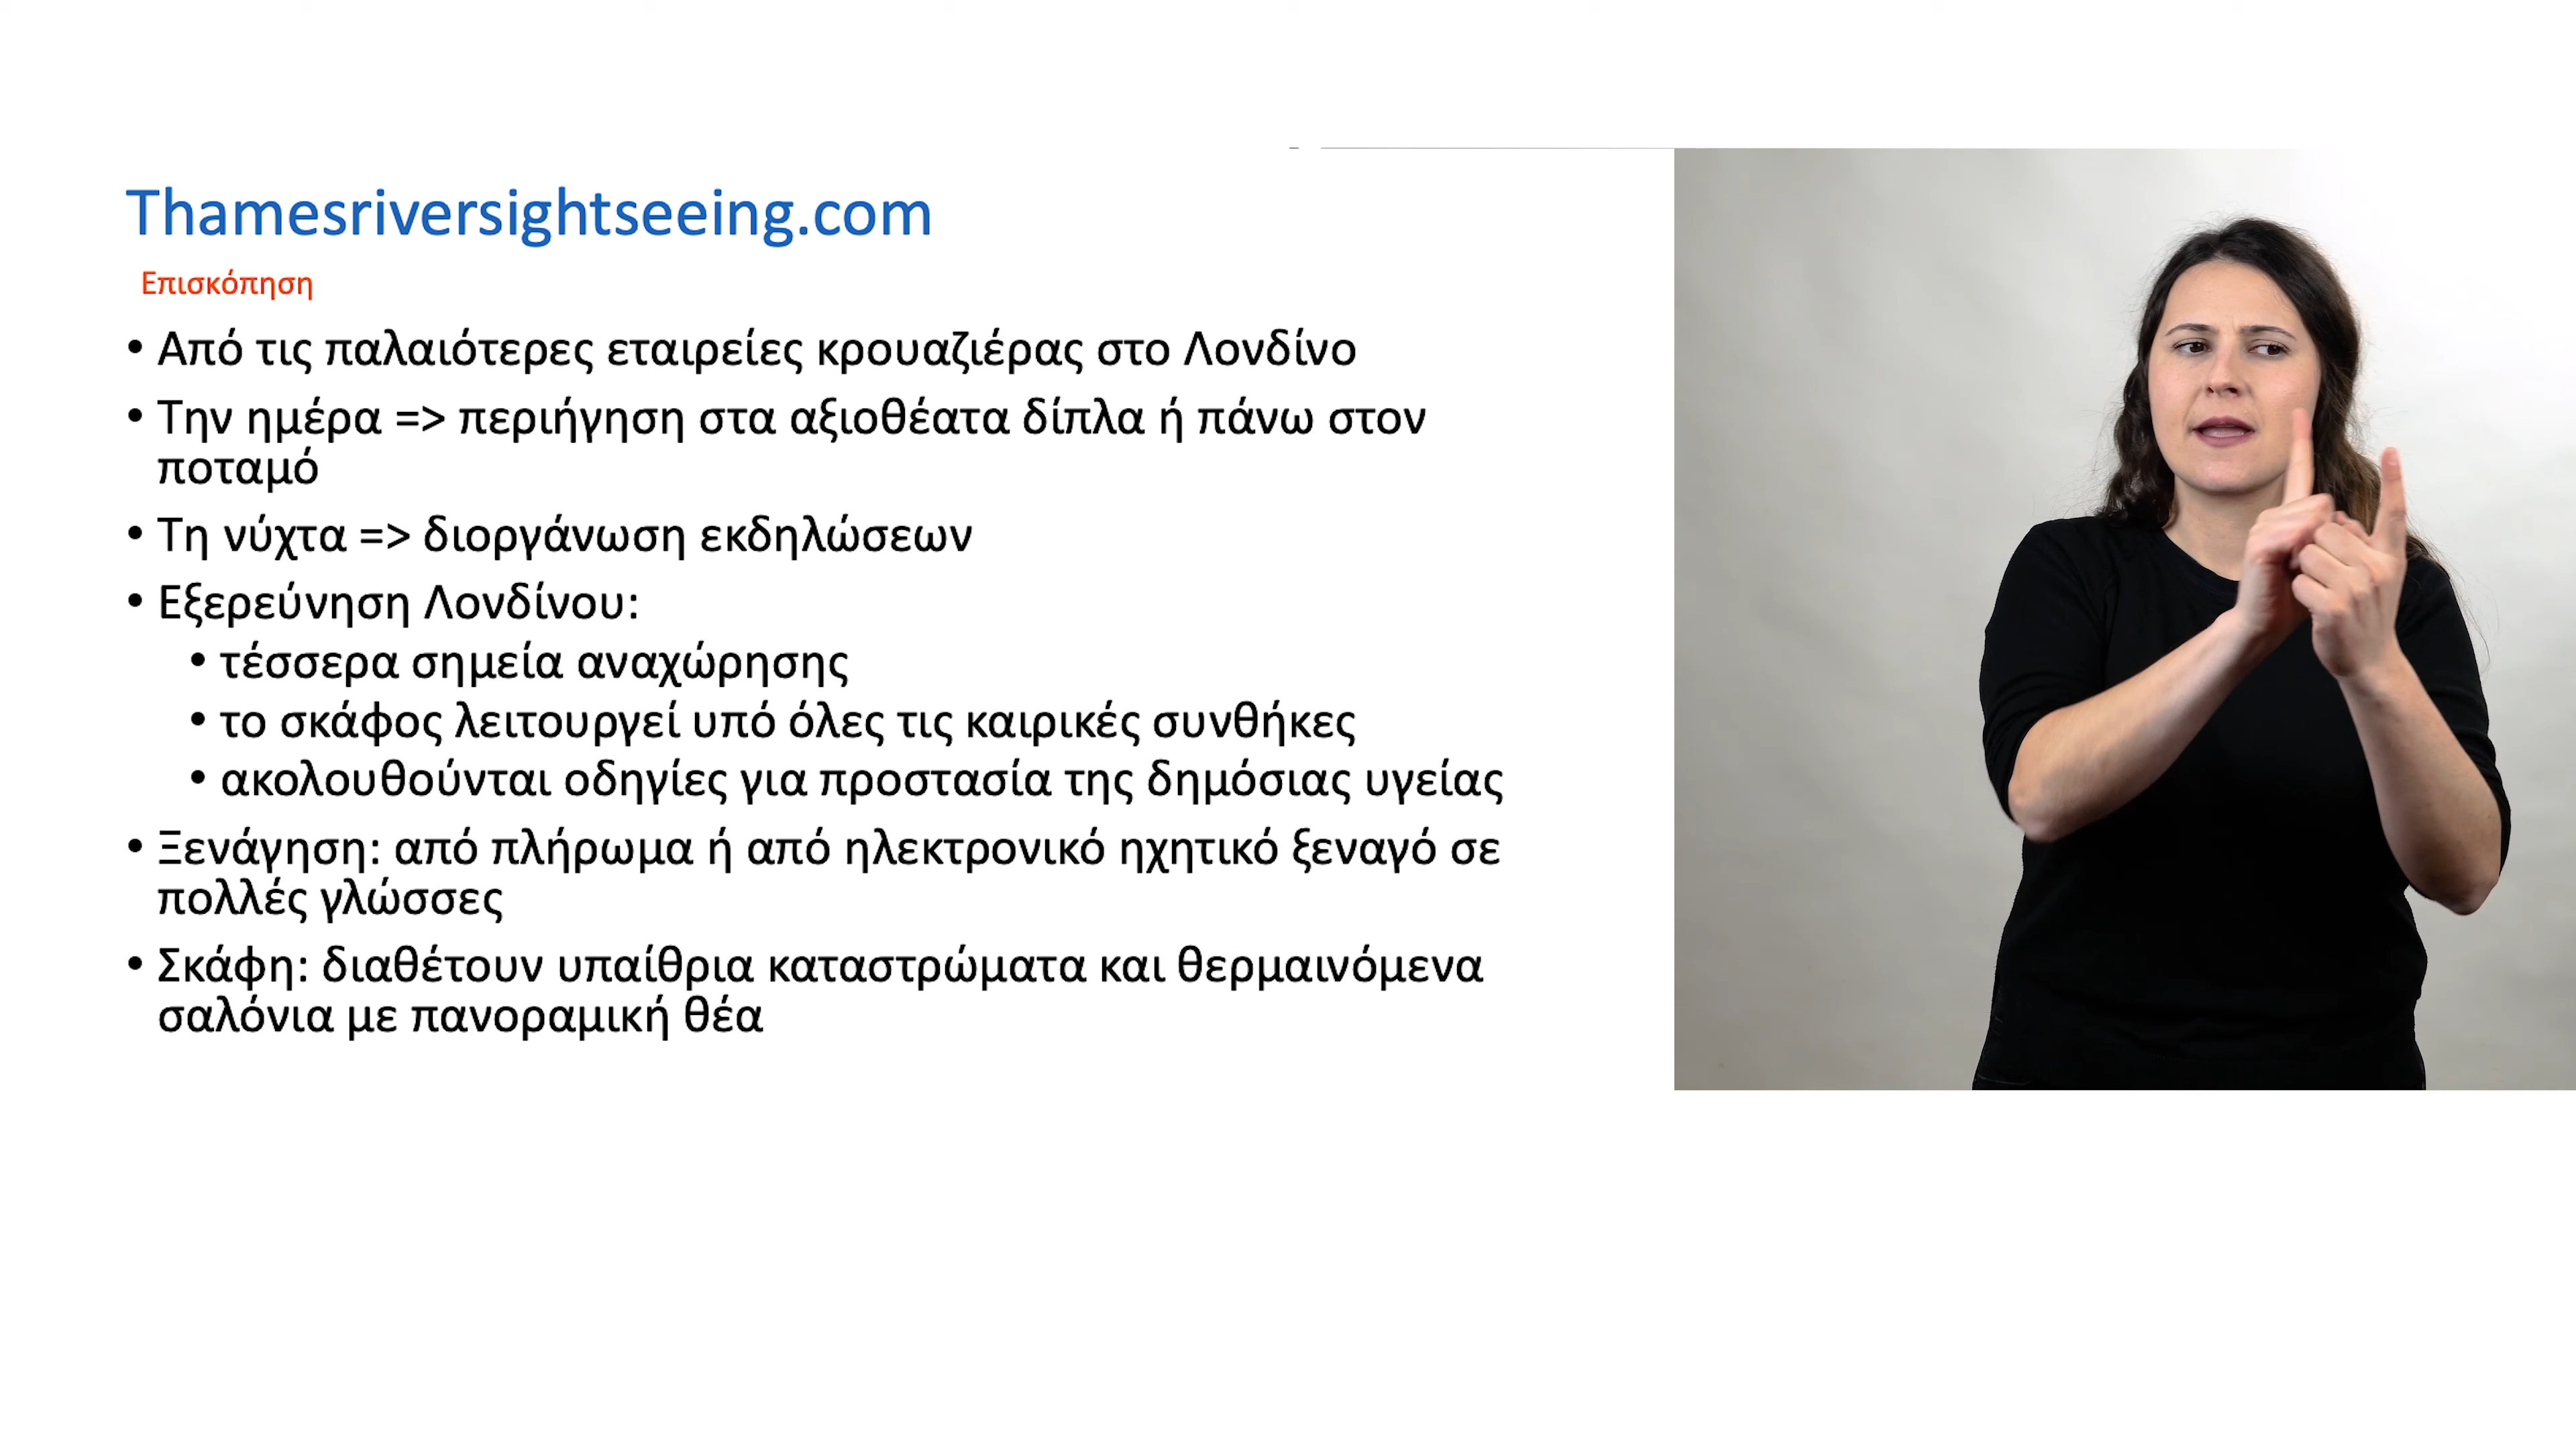 Thamesriversightseeing.com
Επισκόπηση
• Από τις παλαιότερες εταιρείες κρουαζιέρας στο Λονδίνο
• Την ημέρα => περιήγηση στα αξιοθέατα δίπλα ή πάνω στον
ποταμό
• Τη νύχτα => διοργάνωση εκδηλώσεων
• Εξερεύνηση Λονδίνου:
• τέσσερα σημεία αναχώρησης
• το σκάφος λειτουργεί υπό όλες τις καιρικές συνθήκες
• ακολουθούνται οδηγίες για προστασία της δημόσιας υγείας
• Ξενάγηση: από πλήρωμα ή από ηλεκτρονικό ηχητικό ξεναγό σε
πολλές γλώσσες
• Σκάφη: διαθέτουν υπαίθρια καταστρώματα και θερμαινόμενα
σαλόνια με πανοραμική θέα